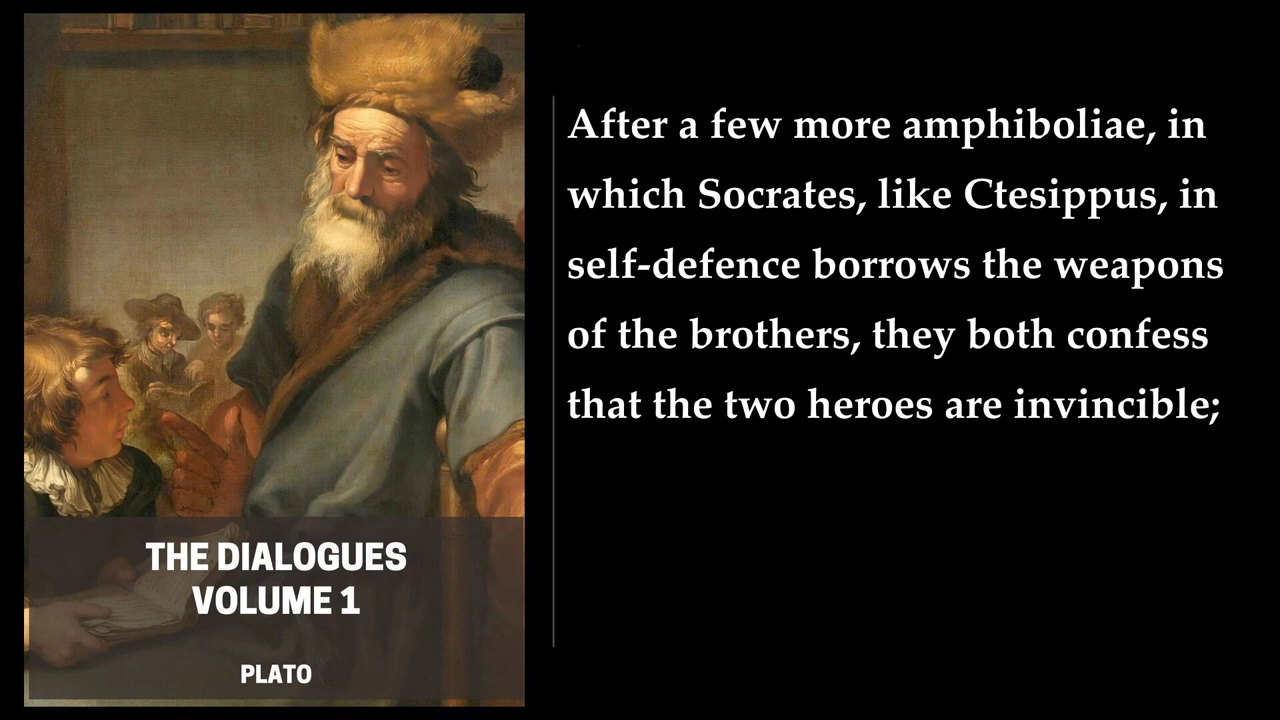 THE DIALOGUES
VOLUME 1
PLATO
After a few more amphiboliae, in
which Socrates, like Ctesippus, in
self-defence borrows the weapons
of the brothers, they both confess
that the two heroes are invincible;